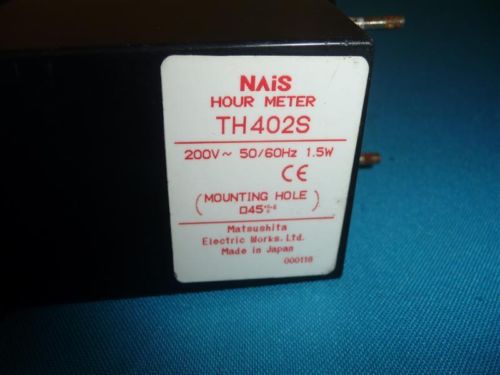 NAiS
HOUR METER
TH402S
200V~ 50/60Hz 1.5W
CE
(MOUNTING HOLE)
□45
Matsushita
Electric Works, Ltd.
Made in Japan
000118